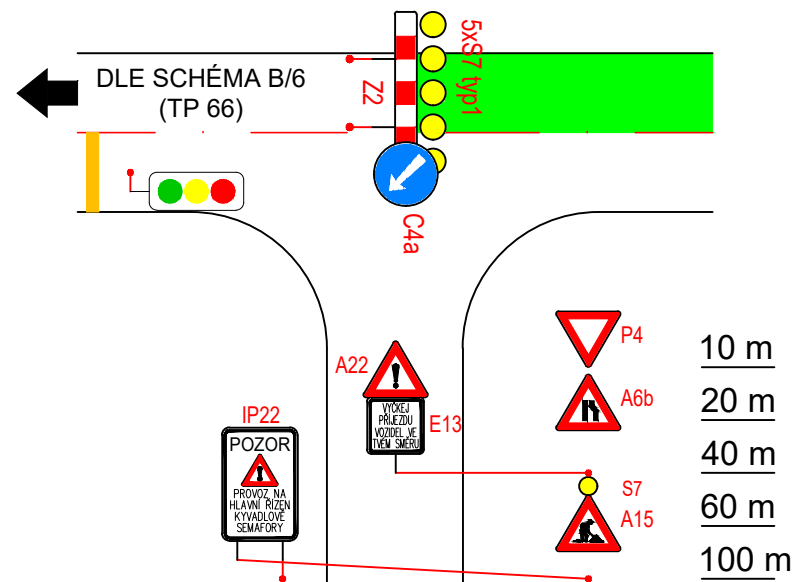 DLE SCHÉMA B/6
(TP 66)
Z2
5xS7 typ1
C4a
P4
10 m
A22
A6b
20 m
VYČKEJ
PŘÍJEZDU
VOZIDEL VE
TVÉM SMĚRU
E13
IP22
POZOR
PROVOZ NA
HLAVNÍ ŘÍZEN
KYVADLOVĚ
SEMAFORY
40 m
S7
A15
60 m
100 m